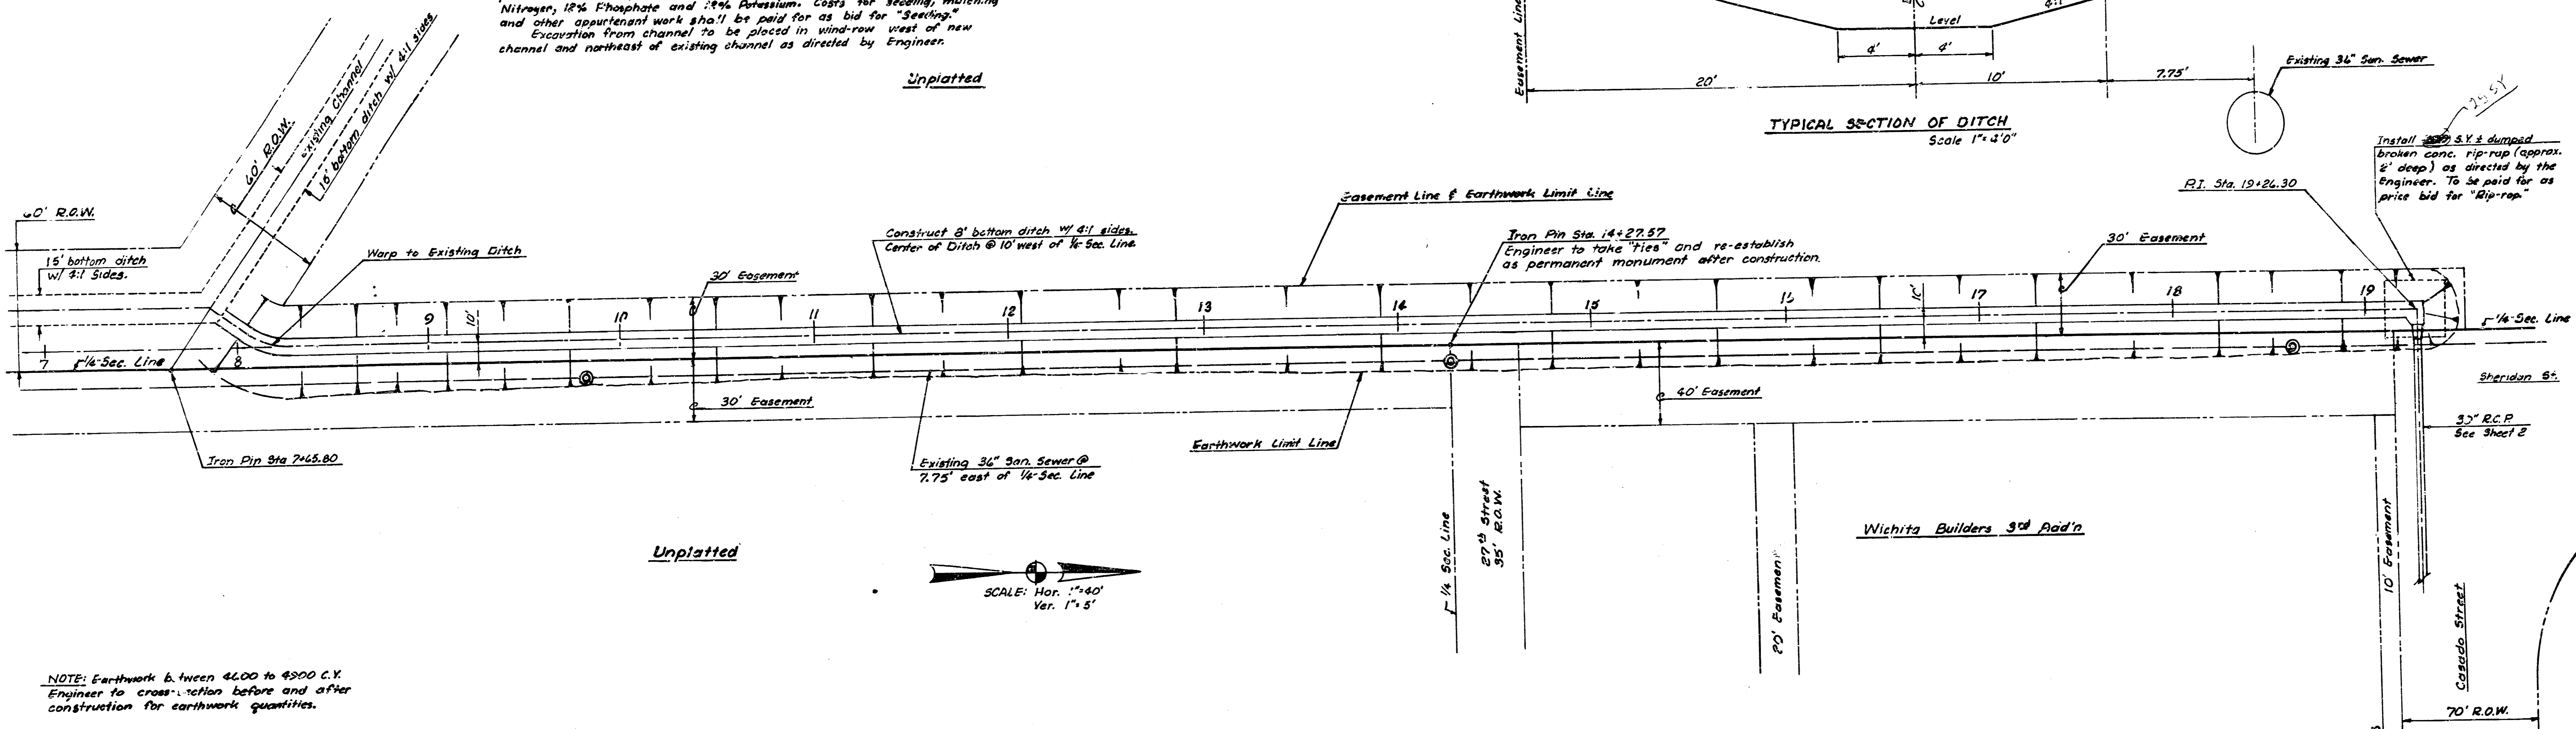 Nitrogen, 12% Phosphate and 12% Potassium. Costs for seeding, mulching
and other appurtenant work shall be paid for as bid for "Seeding."
Excavation from channel to be placed in wind-row west of new
channel and northeast of existing channel as directed by Engineer.
Unplatted
Easement Line
Level
4:1
4'
4'
20'
10'
7.75'
Existing 36" San. Sewer
TYPICAL SECTION OF DITCH
Scale 1"= 4'0"
25 S.Y.
Install S.Y. ± dumped
broken conc. rip-rap (approx.
2' deep) as directed by the
Engineer. To be paid for as
price bid for "Rip-rap."
P.I. Sta. 19+26.30
60' R.O.W.
Existing Channel
15' bottom ditch w/ 4:1 sides
60' R.O.W.
15' bottom ditch
w/ 4:1 Sides.
Warp to Existing Ditch
Easement Line & Earthwork Limit Line
Construct 8' bottom ditch w/ 4:1 sides.
Center of Ditch @ 10' west of 1/4-Sec. Line.
Iron Pin Sta. 14+27.57
Engineer to take "ties" and re-establish
as permanent monument after construction.
30' Easement
30' Easement
7
8
9
10'
10
11
12
13
14
15
16
10'
17
18
19
1/4-Sec. Line
1/4-Sec. Line
Sheridan St.
30' Easement
40' Easement
Iron Pin Sta 7+65.80
Existing 36" San. Sewer @
7.75' east of 1/4-Sec. Line
Earthwork Limit Line
30" R.C.P.
See Sheet 2
Unplatted
SCALE: Hor. 1"=40'
Ver. 1"= 5'
1/4 Sec. Line
27th Street
35' R.O.W.
20' Easement
Wichita Builders 3rd Add'n
10' Easement
Casado Street
70' R.O.W.
NOTE: Earthwork between 4600 to 4900 C.Y.
Engineer to cross-section before and after
construction for earthwork quantities.